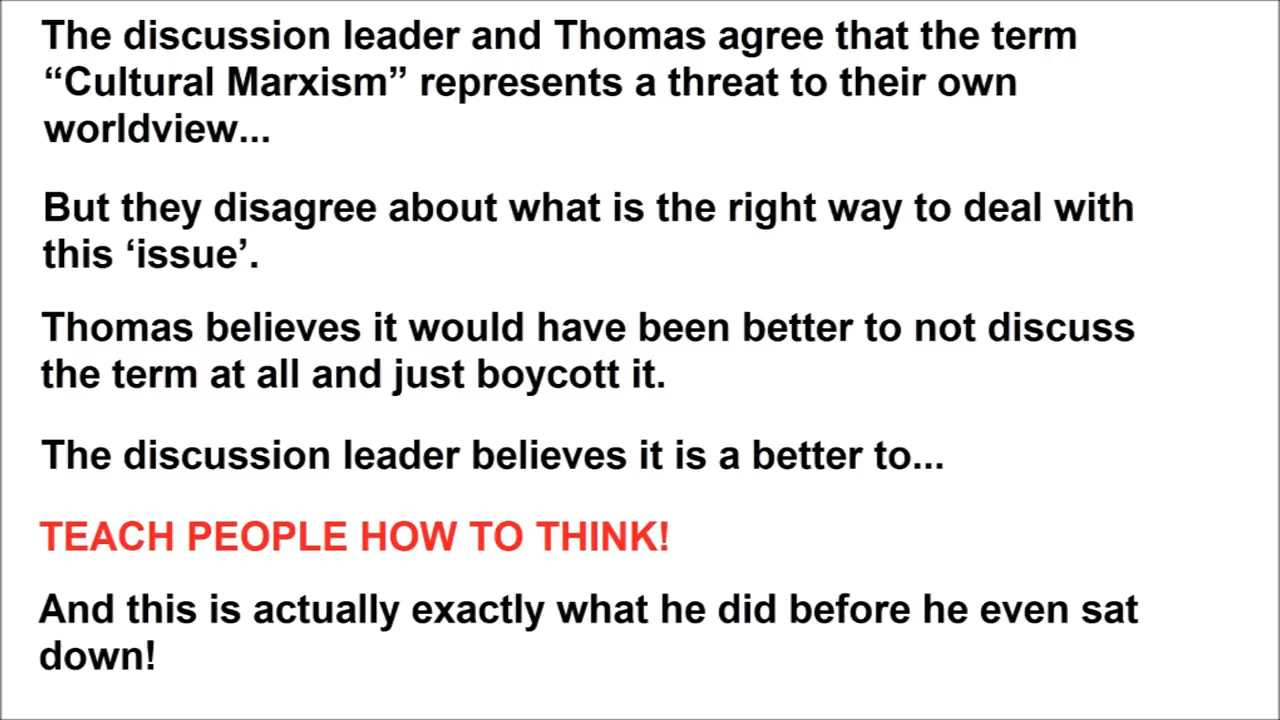 The discussion leader and Thomas agree that the term
“Cultural Marxism” represents a threat to their own
worldview...
But they disagree about what is the right way to deal with
this ‘issue’.
Thomas believes it would have been better to not discuss
the term at all and just boycott it.
The discussion leader believes it is a better to...
TEACH PEOPLE HOW TO THINK!
And this is actually exactly what he did before he even sat
down!